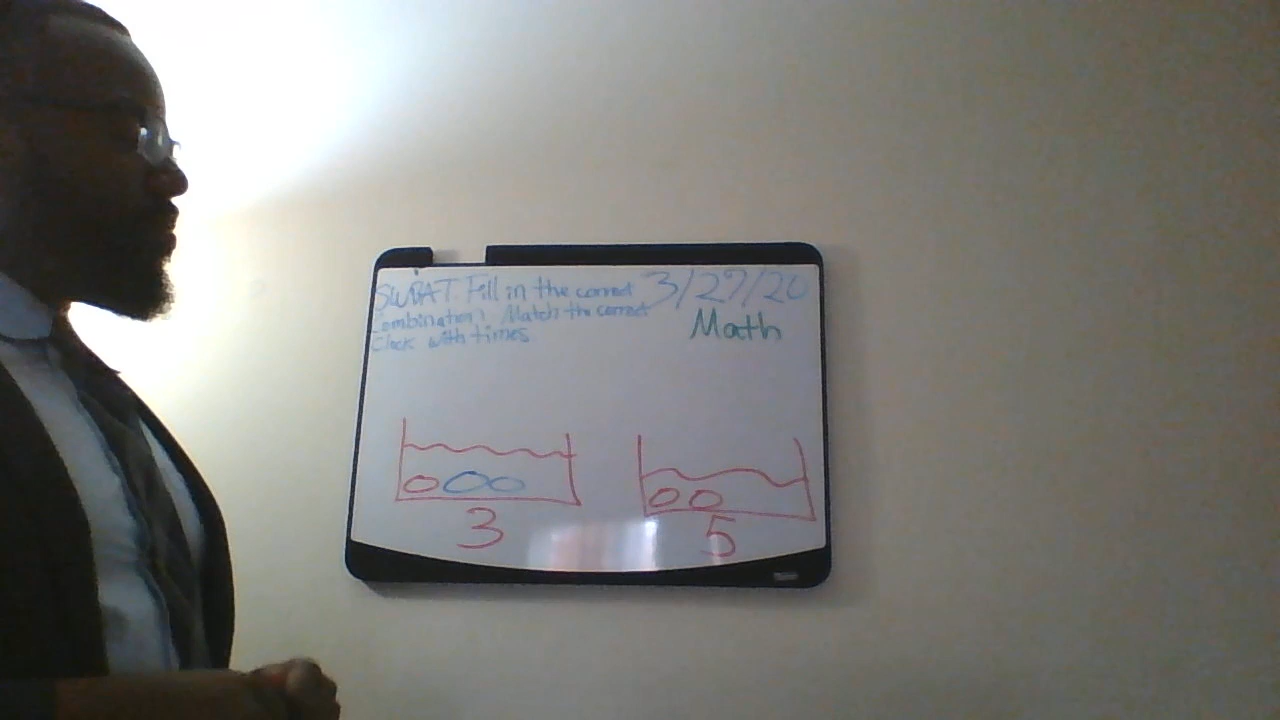 SWBAT Fill in the correct
Combination! Match the correct
Clock with times
3/27/20
Math
3
5